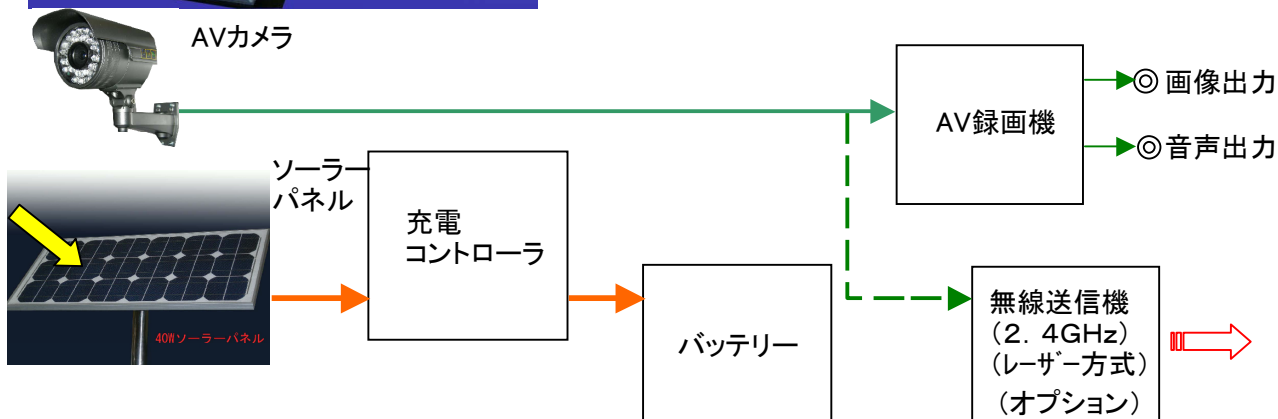 AVカメラ
AV録画機
◎画像出力
◎音声出力
ソーラー
パネル
充電
コントローラ
40Wソーラーパネル
バッテリー
無線送信機
(2．4GHz)
(ﾚｰｻﾞｰ方式)
(オプション)